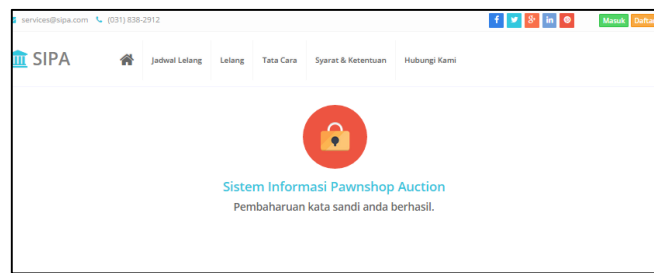 services@sipa.com (031) 838-2912 Masuk
SIPA Jadwal Lelang Lelang Tata Cara Syarat & Ketentuan Hubungi Kami
Sistem Informasi Pawnshop Auction
Pembaharuan kata sandi anda berhasil.